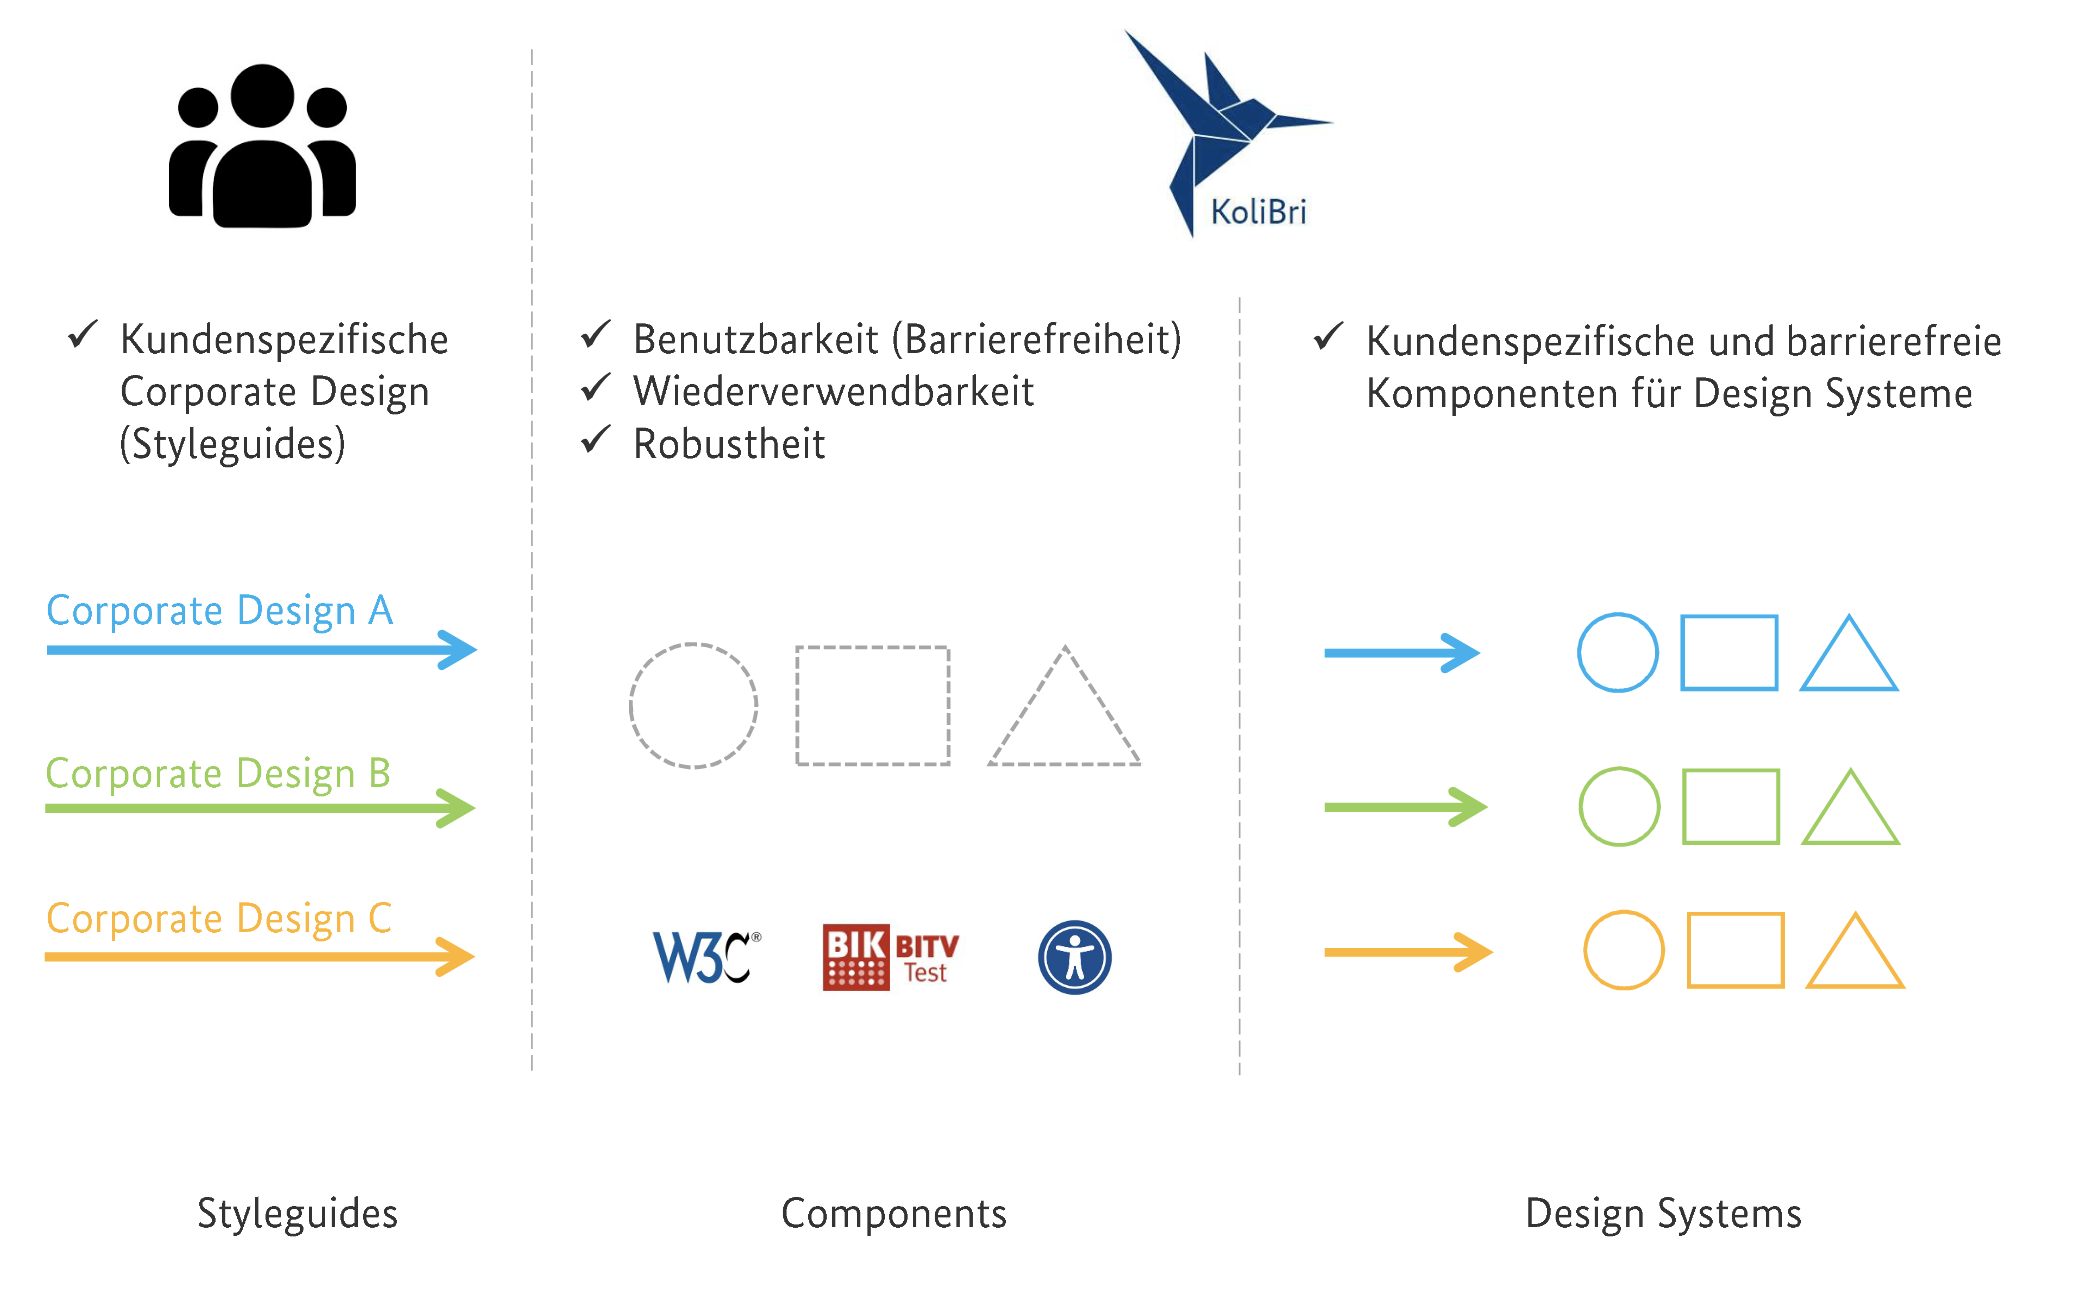 KoliBri
✓ Kundenspezifische
Corporate Design
(Styleguides)
✓ Benutzbarkeit (Barrierefreiheit)
✓ Wiederverwendbarkeit
✓ Robustheit
✓ Kundenspezifische und barrierefreie
Komponenten für Design Systeme
Corporate Design A
Corporate Design B
Corporate Design C
W3C®
BIK BITV
Test
Styleguides
Components
Design Systems